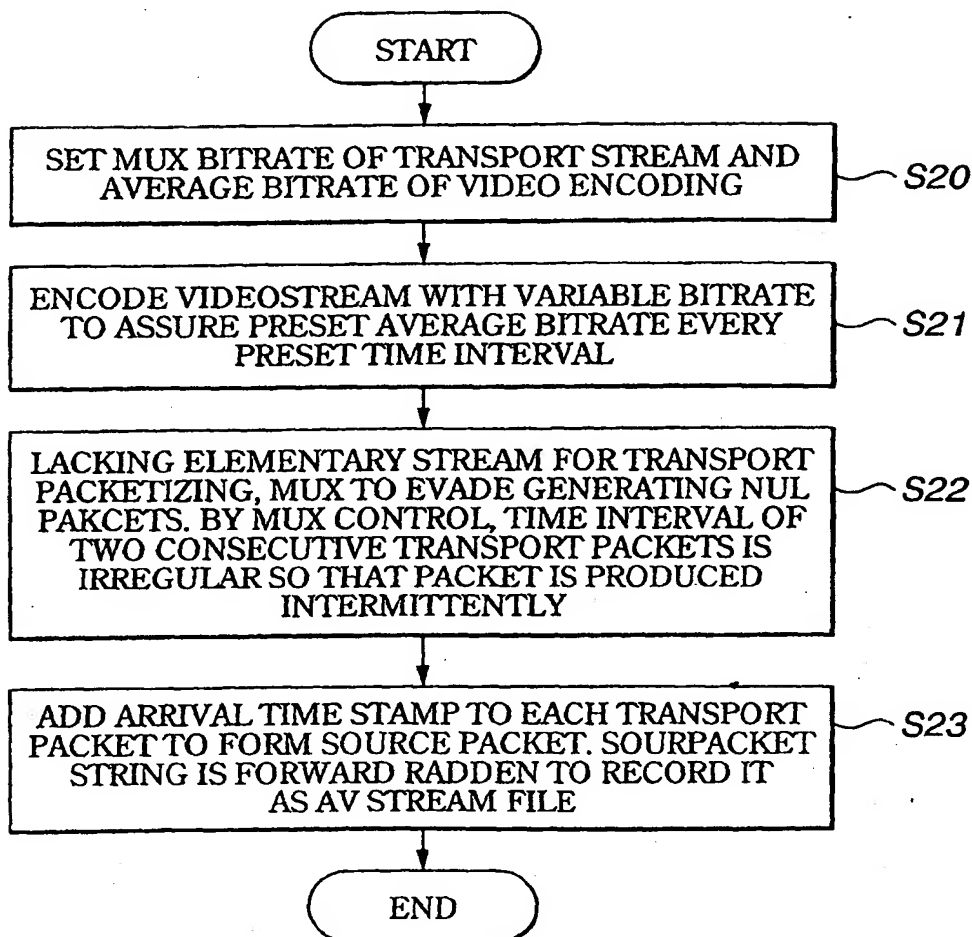 START
SET MUX BITRATE OF TRANSPORT STREAM AND
AVERAGE BITRATE OF VIDEO ENCODING
S20
ENCODE VIDEOSTREAM WITH VARIABLE BITRATE
TO ASSURE PRESET AVERAGE BITRATE EVERY
PRESET TIME INTERVAL
S21
LACKING ELEMENTARY STREAM FOR TRANSPORT
PACKETIZING, MUX TO EVADE GENERATING NUL
PAKCETS. BY MUX CONTROL, TIME INTERVAL OF
TWO CONSECUTIVE TRANSPORT PACKETS IS
IRREGULAR SO THAT PACKET IS PRODUCED
INTERMITTENTLY
S22
ADD ARRIVAL TIME STAMP TO EACH TRANSPORT
PACKET TO FORM SOURCE PACKET. SOURPACKET
STRING IS FORWARD RADDEN TO RECORD IT
AS AV STREAM FILE
S23
END